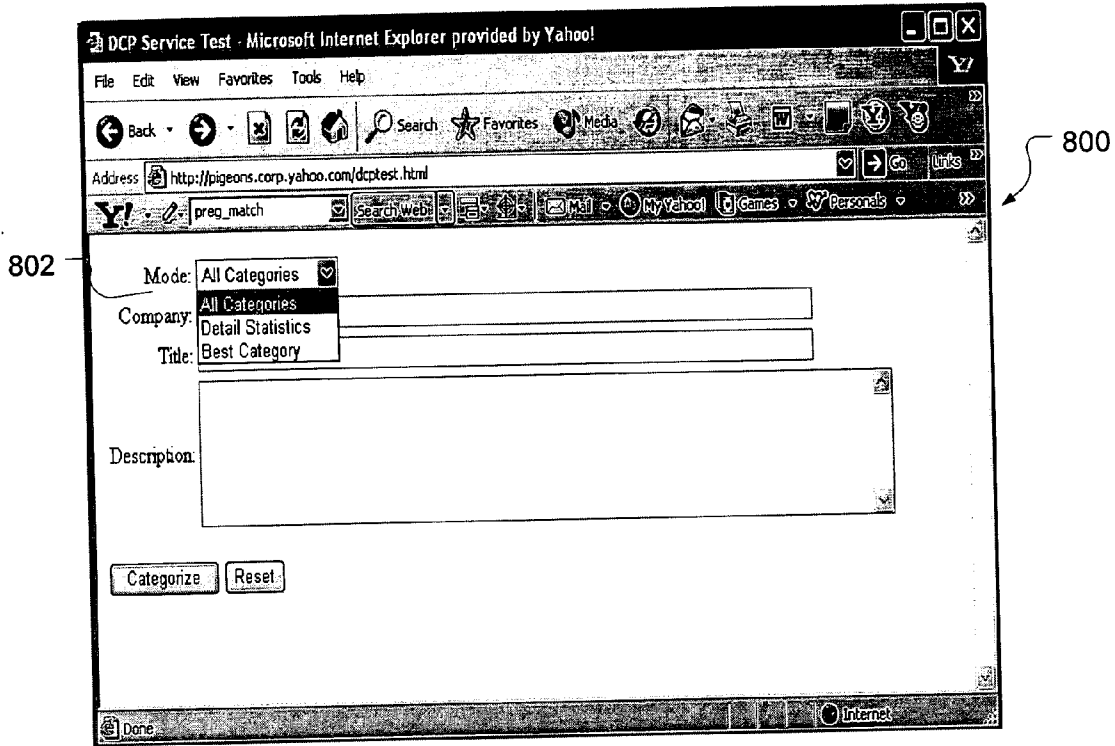 DCP Service Test - Microsoft Internet Explorer provided by Yahoo!
File Edit View Favorites Tools Help
Y!
Back Search Favorites Media TV
800
Address http://pigeons.corp.yahoo.com/dcptest.html Go Links
Y! preg_match Search Web Mail My Yahoo! Games Personals
802
Mode: All Categories
All Categories
Company:
Detail Statistics
Title: Best Category
Description:
Categorize Reset
Done Internet